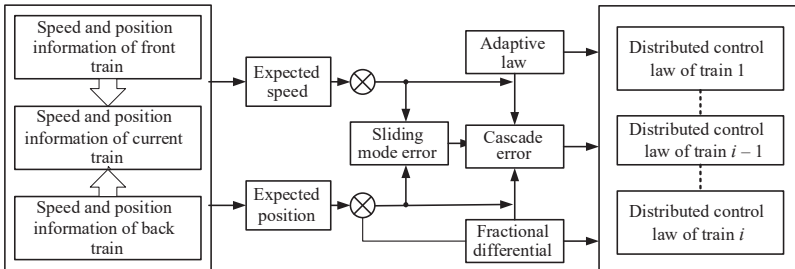 Speed and position
information of front
train
Speed and position
information of current
train
Speed and position
information of back
train
Expected
speed
Expected
position
Sliding
mode error
Adaptive
law
Cascade
error
Fractional
differential
Distributed control
law of train 1
Distributed control
law of train i – 1
Distributed control
law of train i